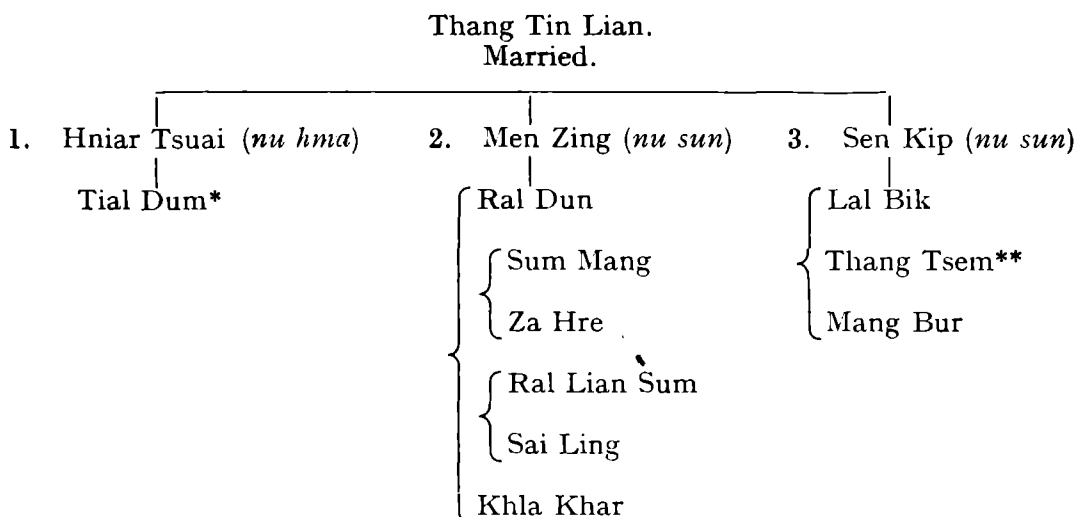 Thang Tin Lian.
Married.
1. Hniar Tsuai (nu hma) 2. Men Zing (nu sun) 3. Sen Kip (nu sun)
Tial Dum* Ral Dun Lal Bik
Sum Mang Thang Tsem**
Za Hre Mang Bur
Ral Lian Sum
Sai Ling
Khla Khar